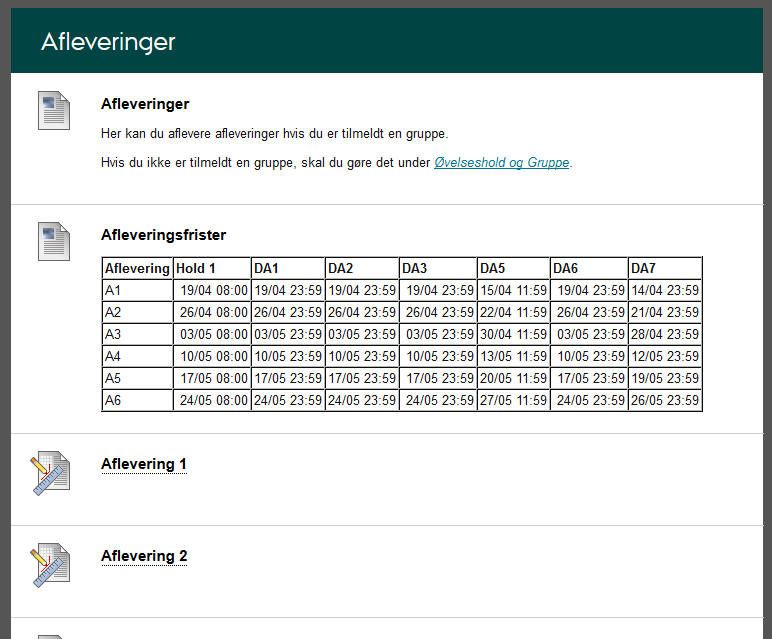 Afleveringer
Afleveringer
Her kan du aflevere afleveringer hvis du er tilmeldt en gruppe.
Hvis du ikke er tilmeldt en gruppe, skal du gøre det under Øvelseshold og Gruppe.
Afleveringsfrister
Aflevering Hold 1 DA1 DA2 DA3 DA5 DA6 DA7
A1 19/04 08:00 19/04 23:59 19/04 23:59 19/04 23:59 15/04 11:59 19/04 23:59 14/04 23:59
A2 26/04 08:00 26/04 23:59 26/04 23:59 26/04 23:59 22/04 11:59 26/04 23:59 21/04 23:59
A3 03/05 08:00 03/05 23:59 03/05 23:59 03/05 23:59 30/04 11:59 03/05 23:59 28/04 23:59
A4 10/05 08:00 10/05 23:59 10/05 23:59 10/05 23:59 13/05 11:59 10/05 23:59 12/05 23:59
A5 17/05 08:00 17/05 23:59 17/05 23:59 17/05 23:59 20/05 11:59 17/05 23:59 19/05 23:59
A6 24/05 08:00 24/05 23:59 24/05 23:59 24/05 23:59 27/05 11:59 24/05 23:59 26/05 23:59
Aflevering 1
Aflevering 2